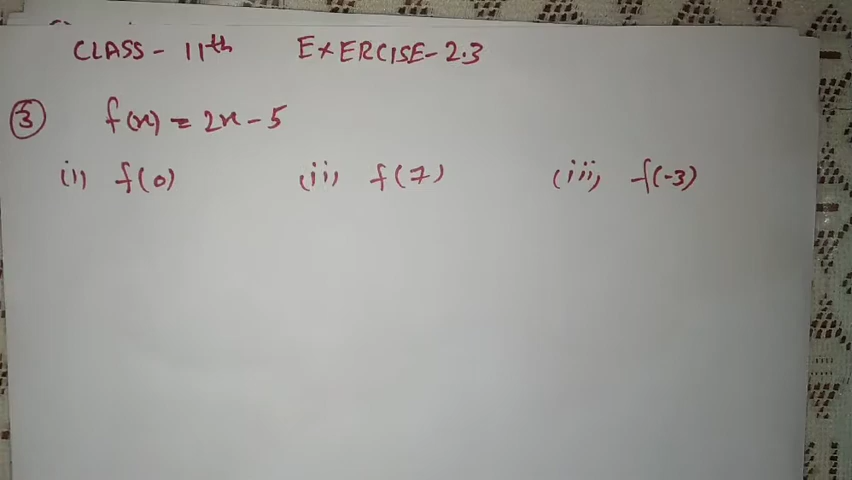 CLASS - 11th EXERCISE-2.3
3 f(x) = 2x - 5
(i) f(0) (ii) f(7) (iii) f(-3)